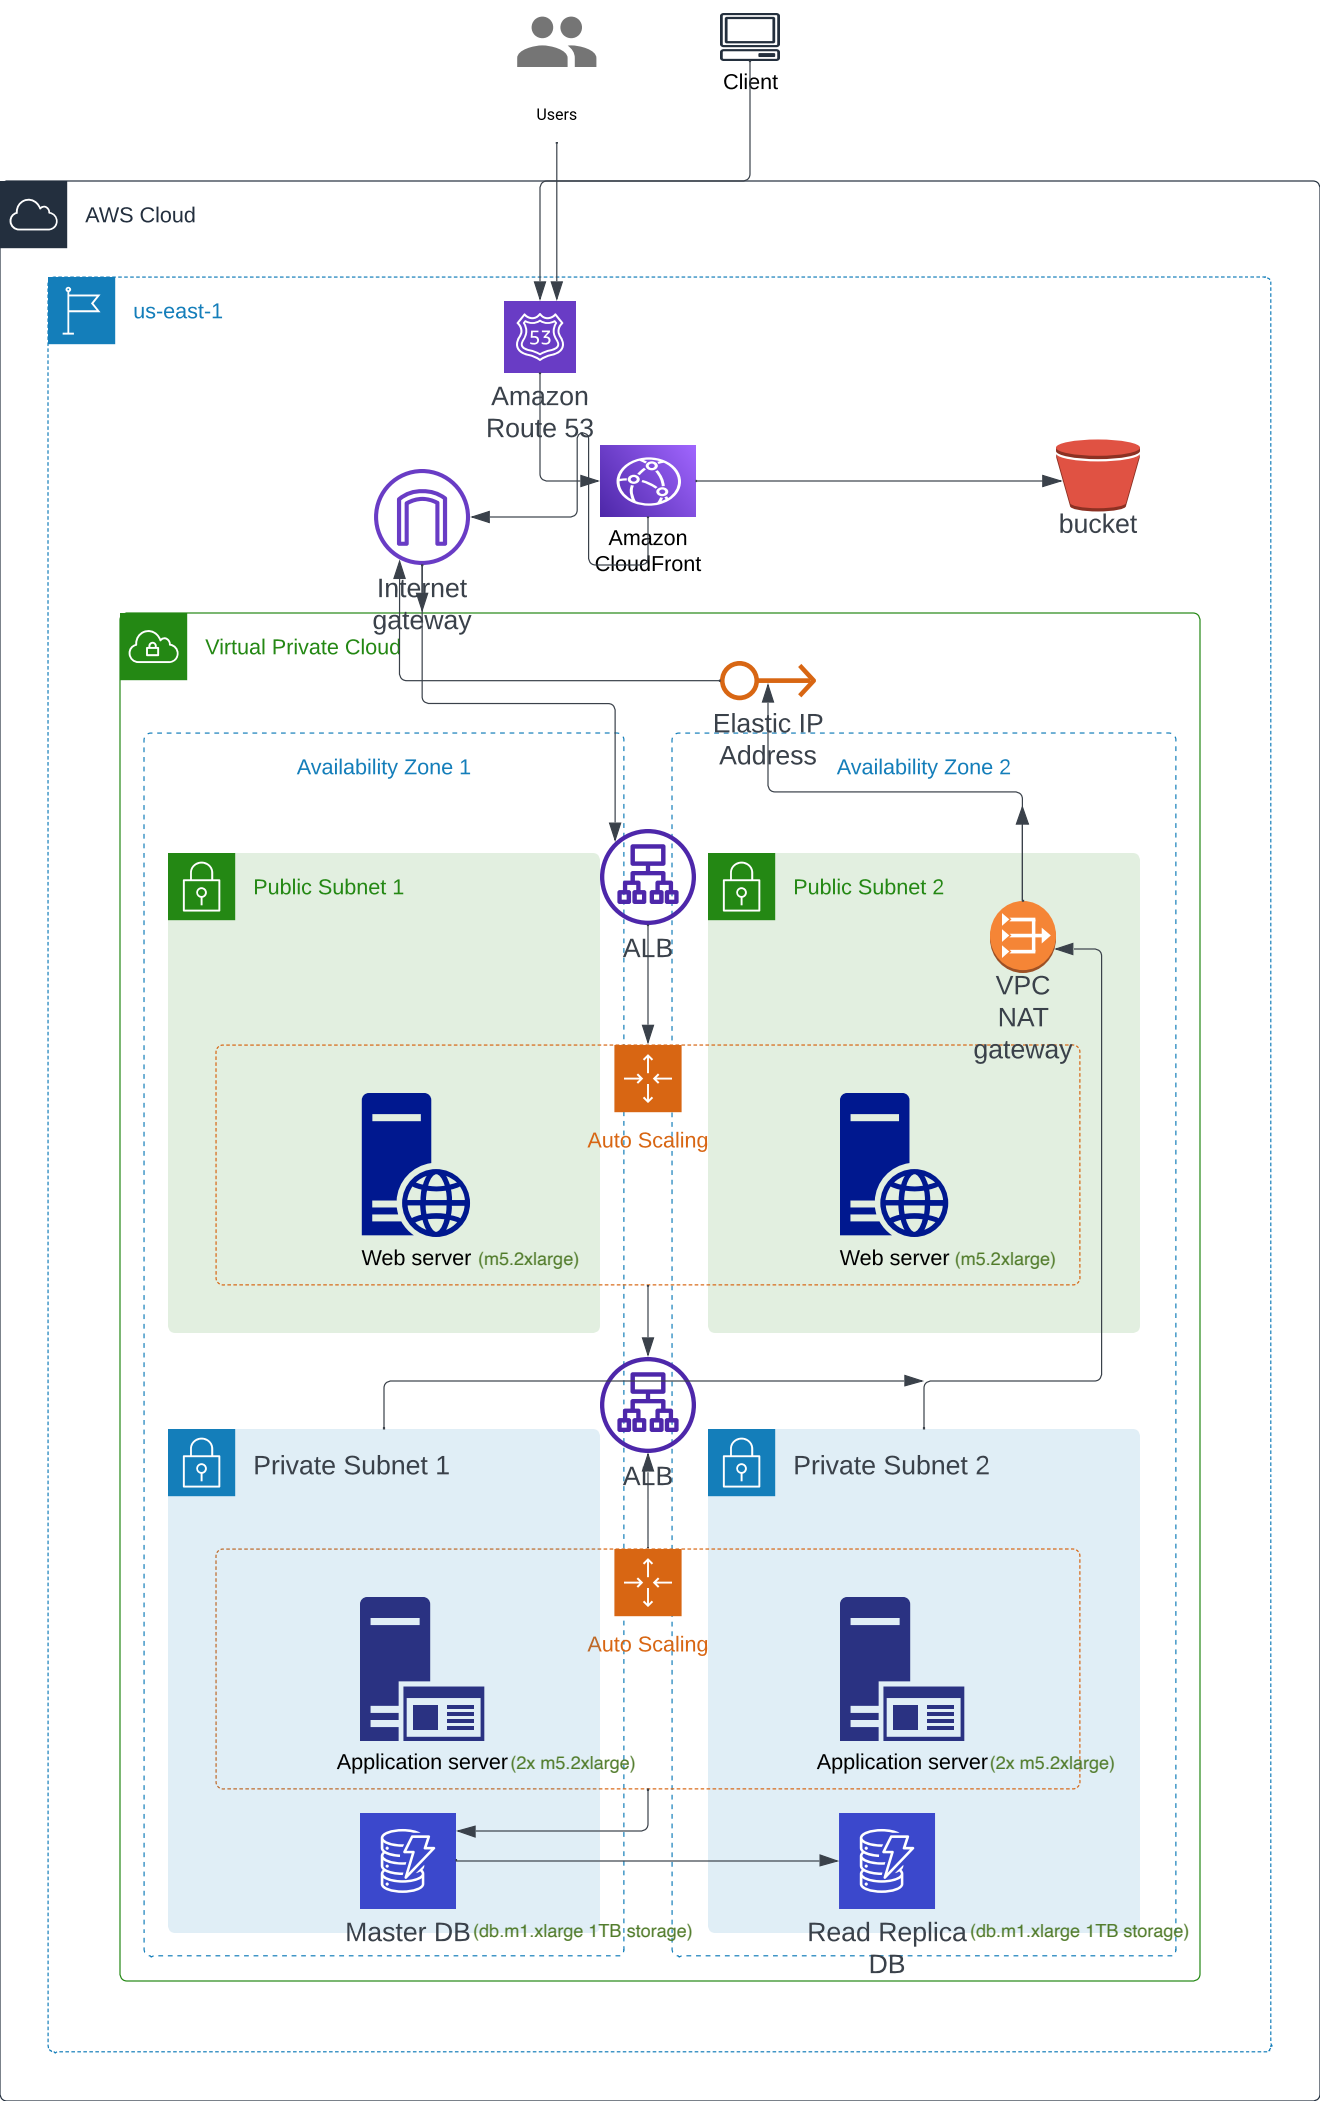 Client
Users
AWS Cloud
us-east-1
53
Amazon
Route 53
Amazon
CloudFront
bucket
Internet
gateway
Virtual Private Cloud
Elastic IP
Address
Availability Zone 1
Availability Zone 2
Public Subnet 1
Public Subnet 2
ALB
VPC
NAT
gateway
Auto Scaling
Web server (m5.2xlarge)
Web server (m5.2xlarge)
Private Subnet 1
ALB
Private Subnet 2
Auto Scaling
Application server (2x m5.2xlarge)
Application server (2x m5.2xlarge)
Master DB (db.m1.xlarge 1TB storage)
Read Replica (db.m1.xlarge 1TB storage)
DB